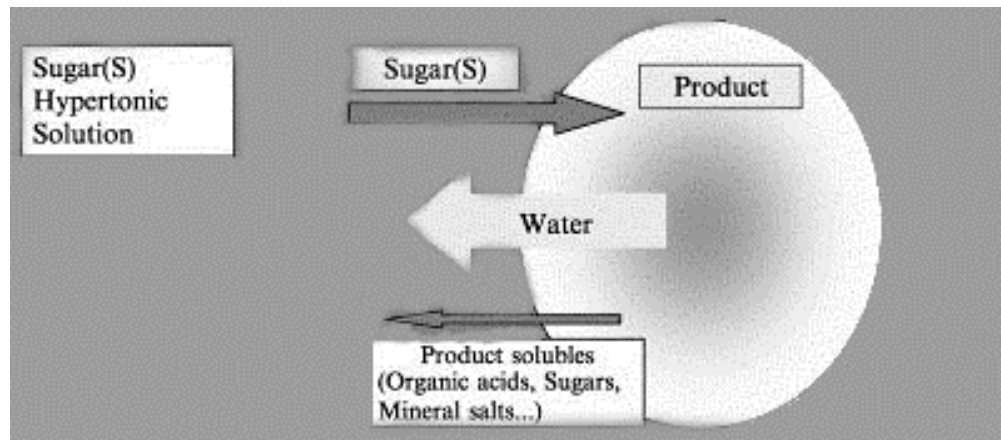 Sugar(S)
Hypertonic
Solution
Sugar(S)
Product
Water
Product solubles
(Organic acids, Sugars,
Mineral salts...)